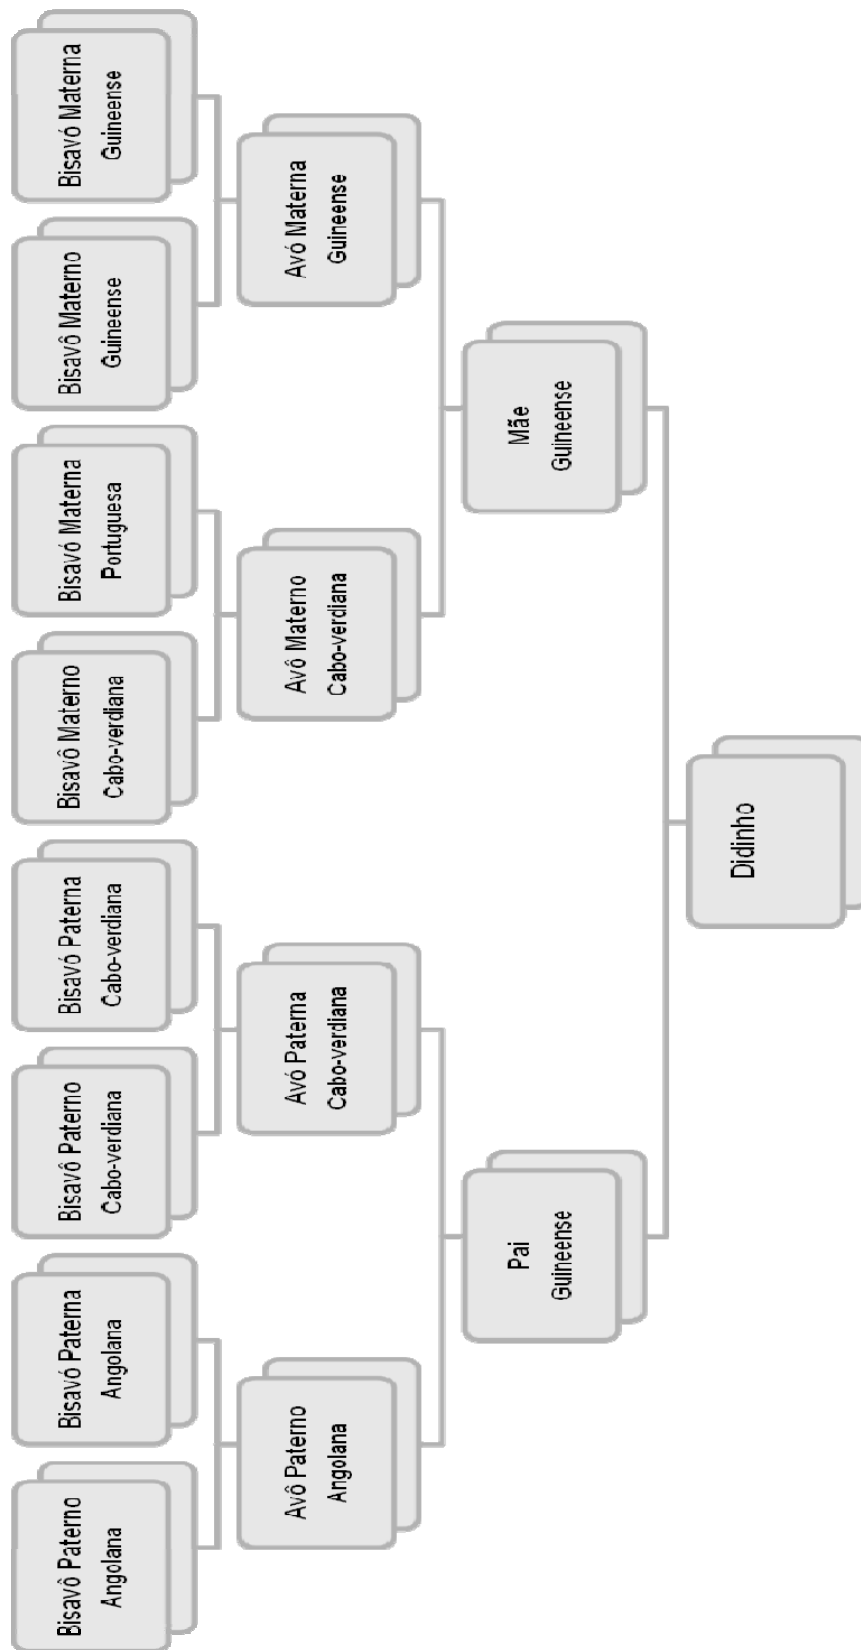 Bisavô Paterno
Angolana
Bisavó Paterna
Angolana
Bisavô Paterno
Cabo-verdiana
Bisavó Paterna
Cabo-verdiana
Bisavô Materno
Cabo-verdiana
Bisavó Materna
Portuguesa
Bisavô Materno
Guineense
Bisavó Materna
Guineense
Avô Paterno
Angolana
Avó Paterna
Cabo-verdiana
Avô Materno
Cabo-verdiana
Avó Materna
Guineense
Pai
Guineense
Mãe
Guineense
Didinho